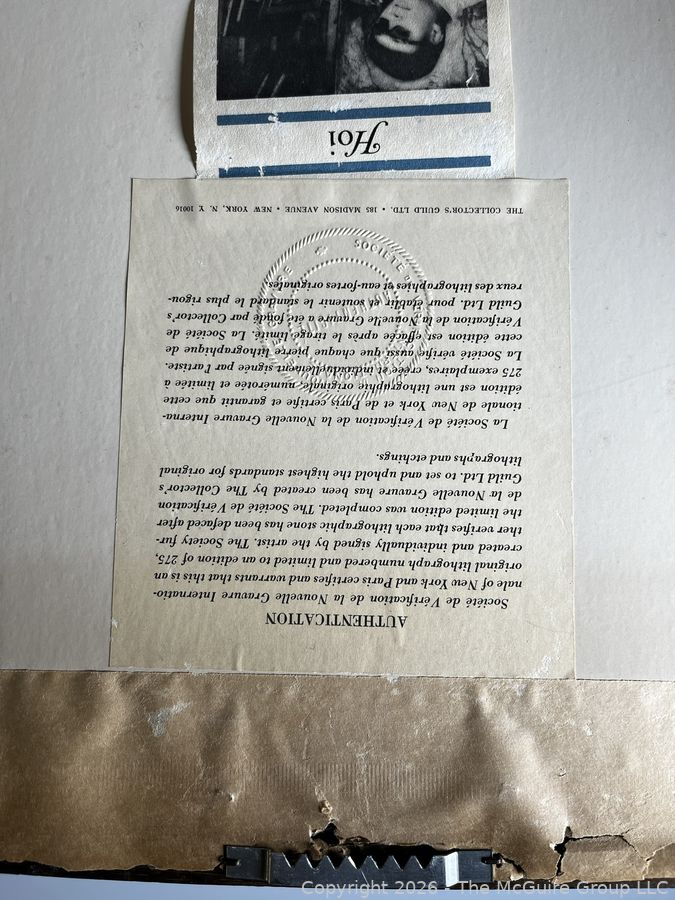 AUTHENTICATION
Société de Vérification de la Nouvelle Gravure Internatio-
nale of New York and Paris certifies and warrants that this is an
original lithograph numbered and limited to an edition of 275,
created and individually signed by the artist. The Society fur-
ther verifies that each lithographic stone has been defaced after
the limited edition was completed. The Société de Vérification
de la Nouvelle Gravure has been created by The Collector's
Guild Ltd. to set and uphold the highest standards for original
lithographs and etchings.
La Société de Vérification de la Nouvelle Gravure Interna-
tionale de New York et de Paris certifie et garantit que cette
édition est une lithographie originale, numérotée et limitée à
275 exemplaires, créée et individuellement signée par l'artiste.
La Société vérifie aussi que chaque pierre lithographique de
cette édition est effacée après le tirage limité. La Société de
Vérification de la Nouvelle Gravure a été fondé par Collector's
Guild Ltd. pour établir et soutenir le standard le plus rigou-
reux des lithographies et eau-fortes originales.
THE COLLECTOR'S GUILD LTD. • 185 MADISON AVENUE • NEW YORK, N. Y. 10016
SOCIÉTÉ
Hoi
Copyright 2026 - The McGuire Group LLC